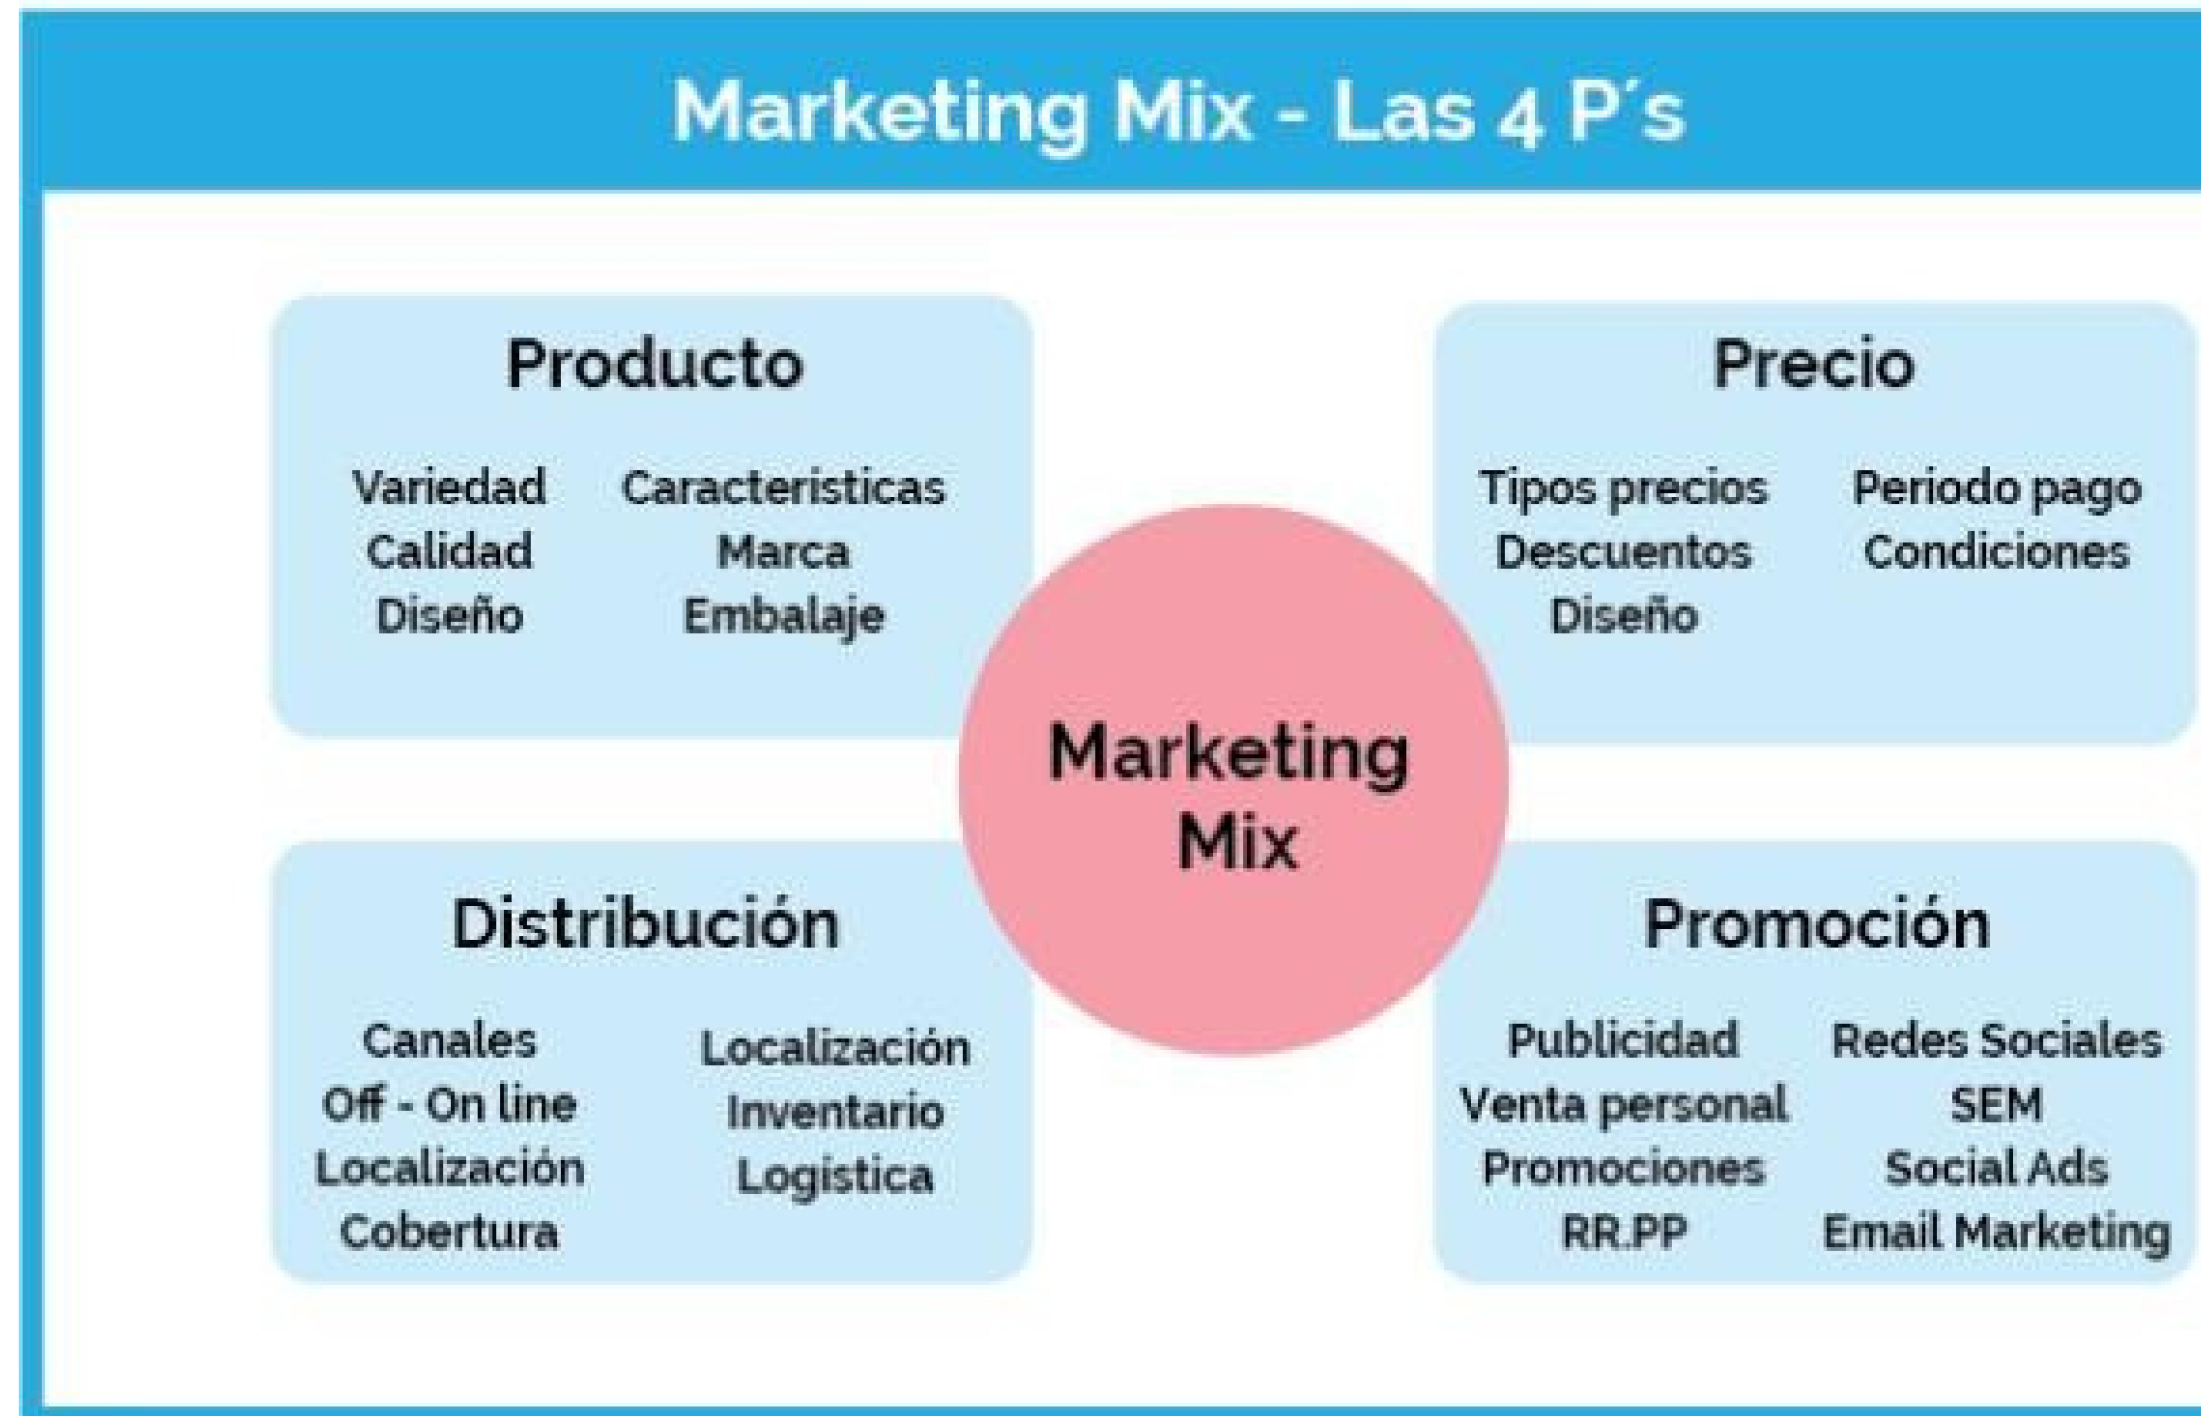 Marketing Mix - Las 4 P´s
Producto
Variedad
Calidad
Diseño
Características
Marca
Embalaje
Precio
Tipos precios
Descuentos
Diseño
Periodo pago
Condiciones
Marketing
Mix
Distribución
Canales
Off - On line
Localización
Cobertura
Localización
Inventario
Logística
Promoción
Publicidad
Venta personal
Promociones
RR.PP
Redes Sociales
SEM
Social Ads
Email Marketing